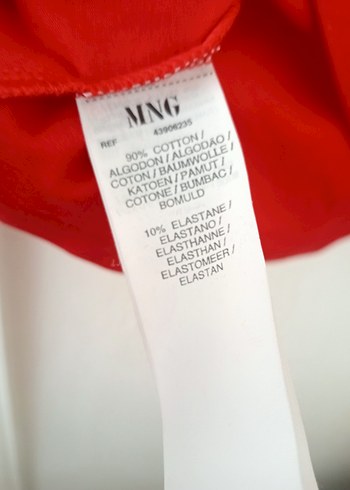 MNG
REF 43906235
90% COTTON /
ALGODON / ALGODÃO /
COTON / BAUMWOLLE /
KATOEN / PAMUT /
COTONE / BUMBAC /
BOMULD
10% ELASTANE /
ELASTANO /
ELASTHANNE /
ELASTHAN /
ELASTOMEER /
ELASTAN